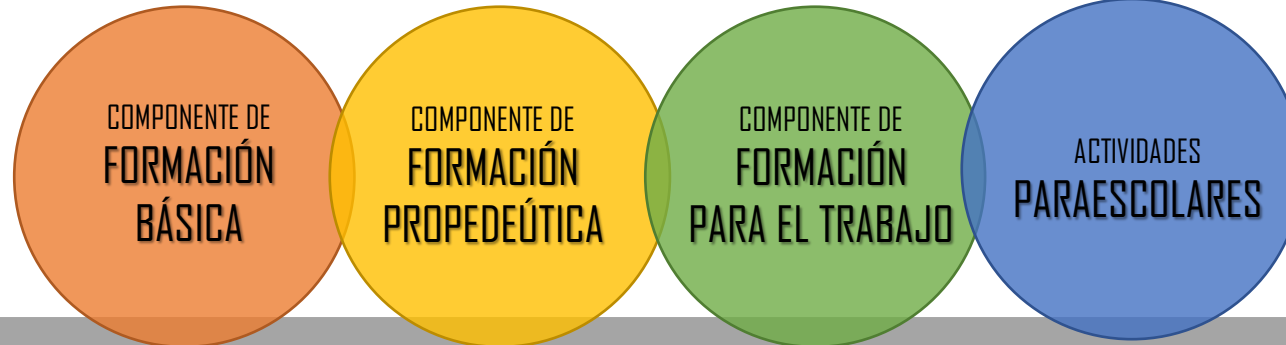 COMPONENTE DE
FORMACIÓN
BÁSICA
COMPONENTE DE
FORMACIÓN
PROPEDEÚTICA
COMPONENTE DE
FORMACIÓN
PARA EL TRABAJO
ACTIVIDADES
PARAESCOLARES